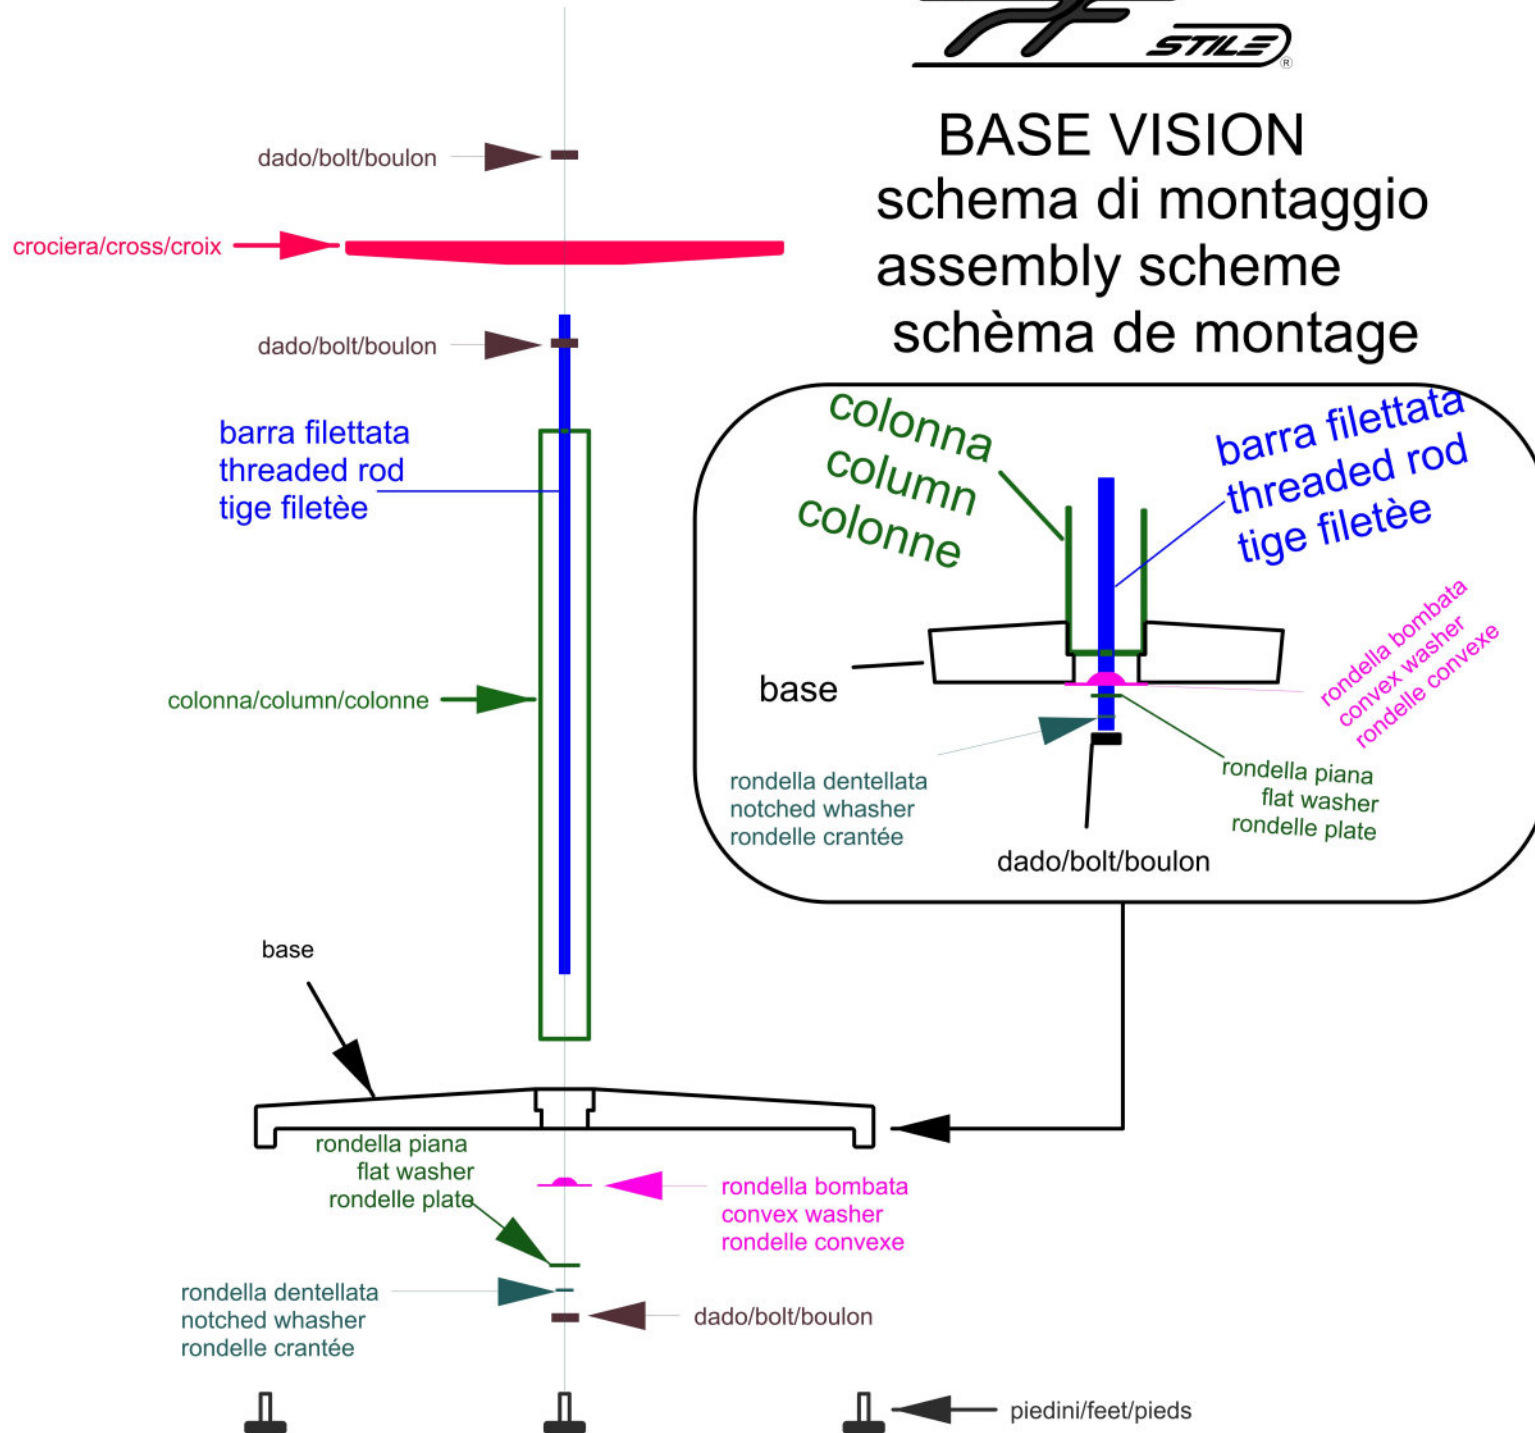 STILE
®
BASE VISION
schema di montaggio
assembly scheme
schèma de montage
dado/bolt/boulon
crociera/cross/croix
dado/bolt/boulon
barra filettata
threaded rod
tige filetèe
colonna/column/colonne
base
rondella piana
flat washer
rondelle plate
rondella bombata
convex washer
rondelle convexe
rondella dentellata
notched whasher
rondelle crantée
dado/bolt/boulon
piedini/feet/pieds
colonna
column
colonne
barra filettata
threaded rod
tige filetèe
base
rondella bombata
convex washer
rondelle convexe
rondella dentellata
notched whasher
rondelle crantée
rondella piana
flat washer
rondelle plate
dado/bolt/boulon